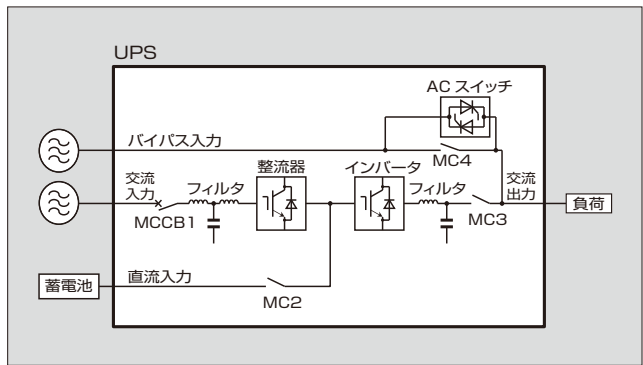 UPS
AC スイッチ
バイパス入力
MC4
整流器
インバータ
交流
入力
フィルタ
フィルタ
交流
出力
MCCB1
MC3
負荷
蓄電池
直流入力
MC2